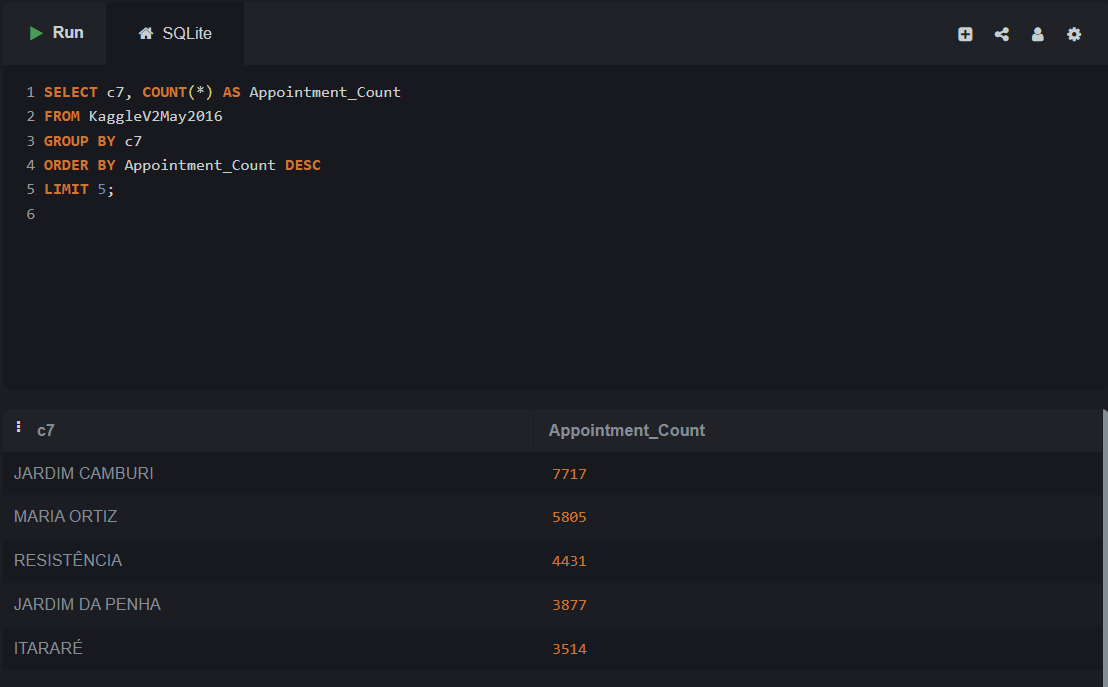 Run SQLite
1 SELECT c7, COUNT(*) AS Appointment_Count
2 FROM KaggleV2May2016
3 GROUP BY c7
4 ORDER BY Appointment_Count DESC
5 LIMIT 5;
6
c7 Appointment_Count
JARDIM CAMBURI 7717
MARIA ORTIZ 5805
RESISTÊNCIA 4431
JARDIM DA PENHA 3877
ITARARÉ 3514